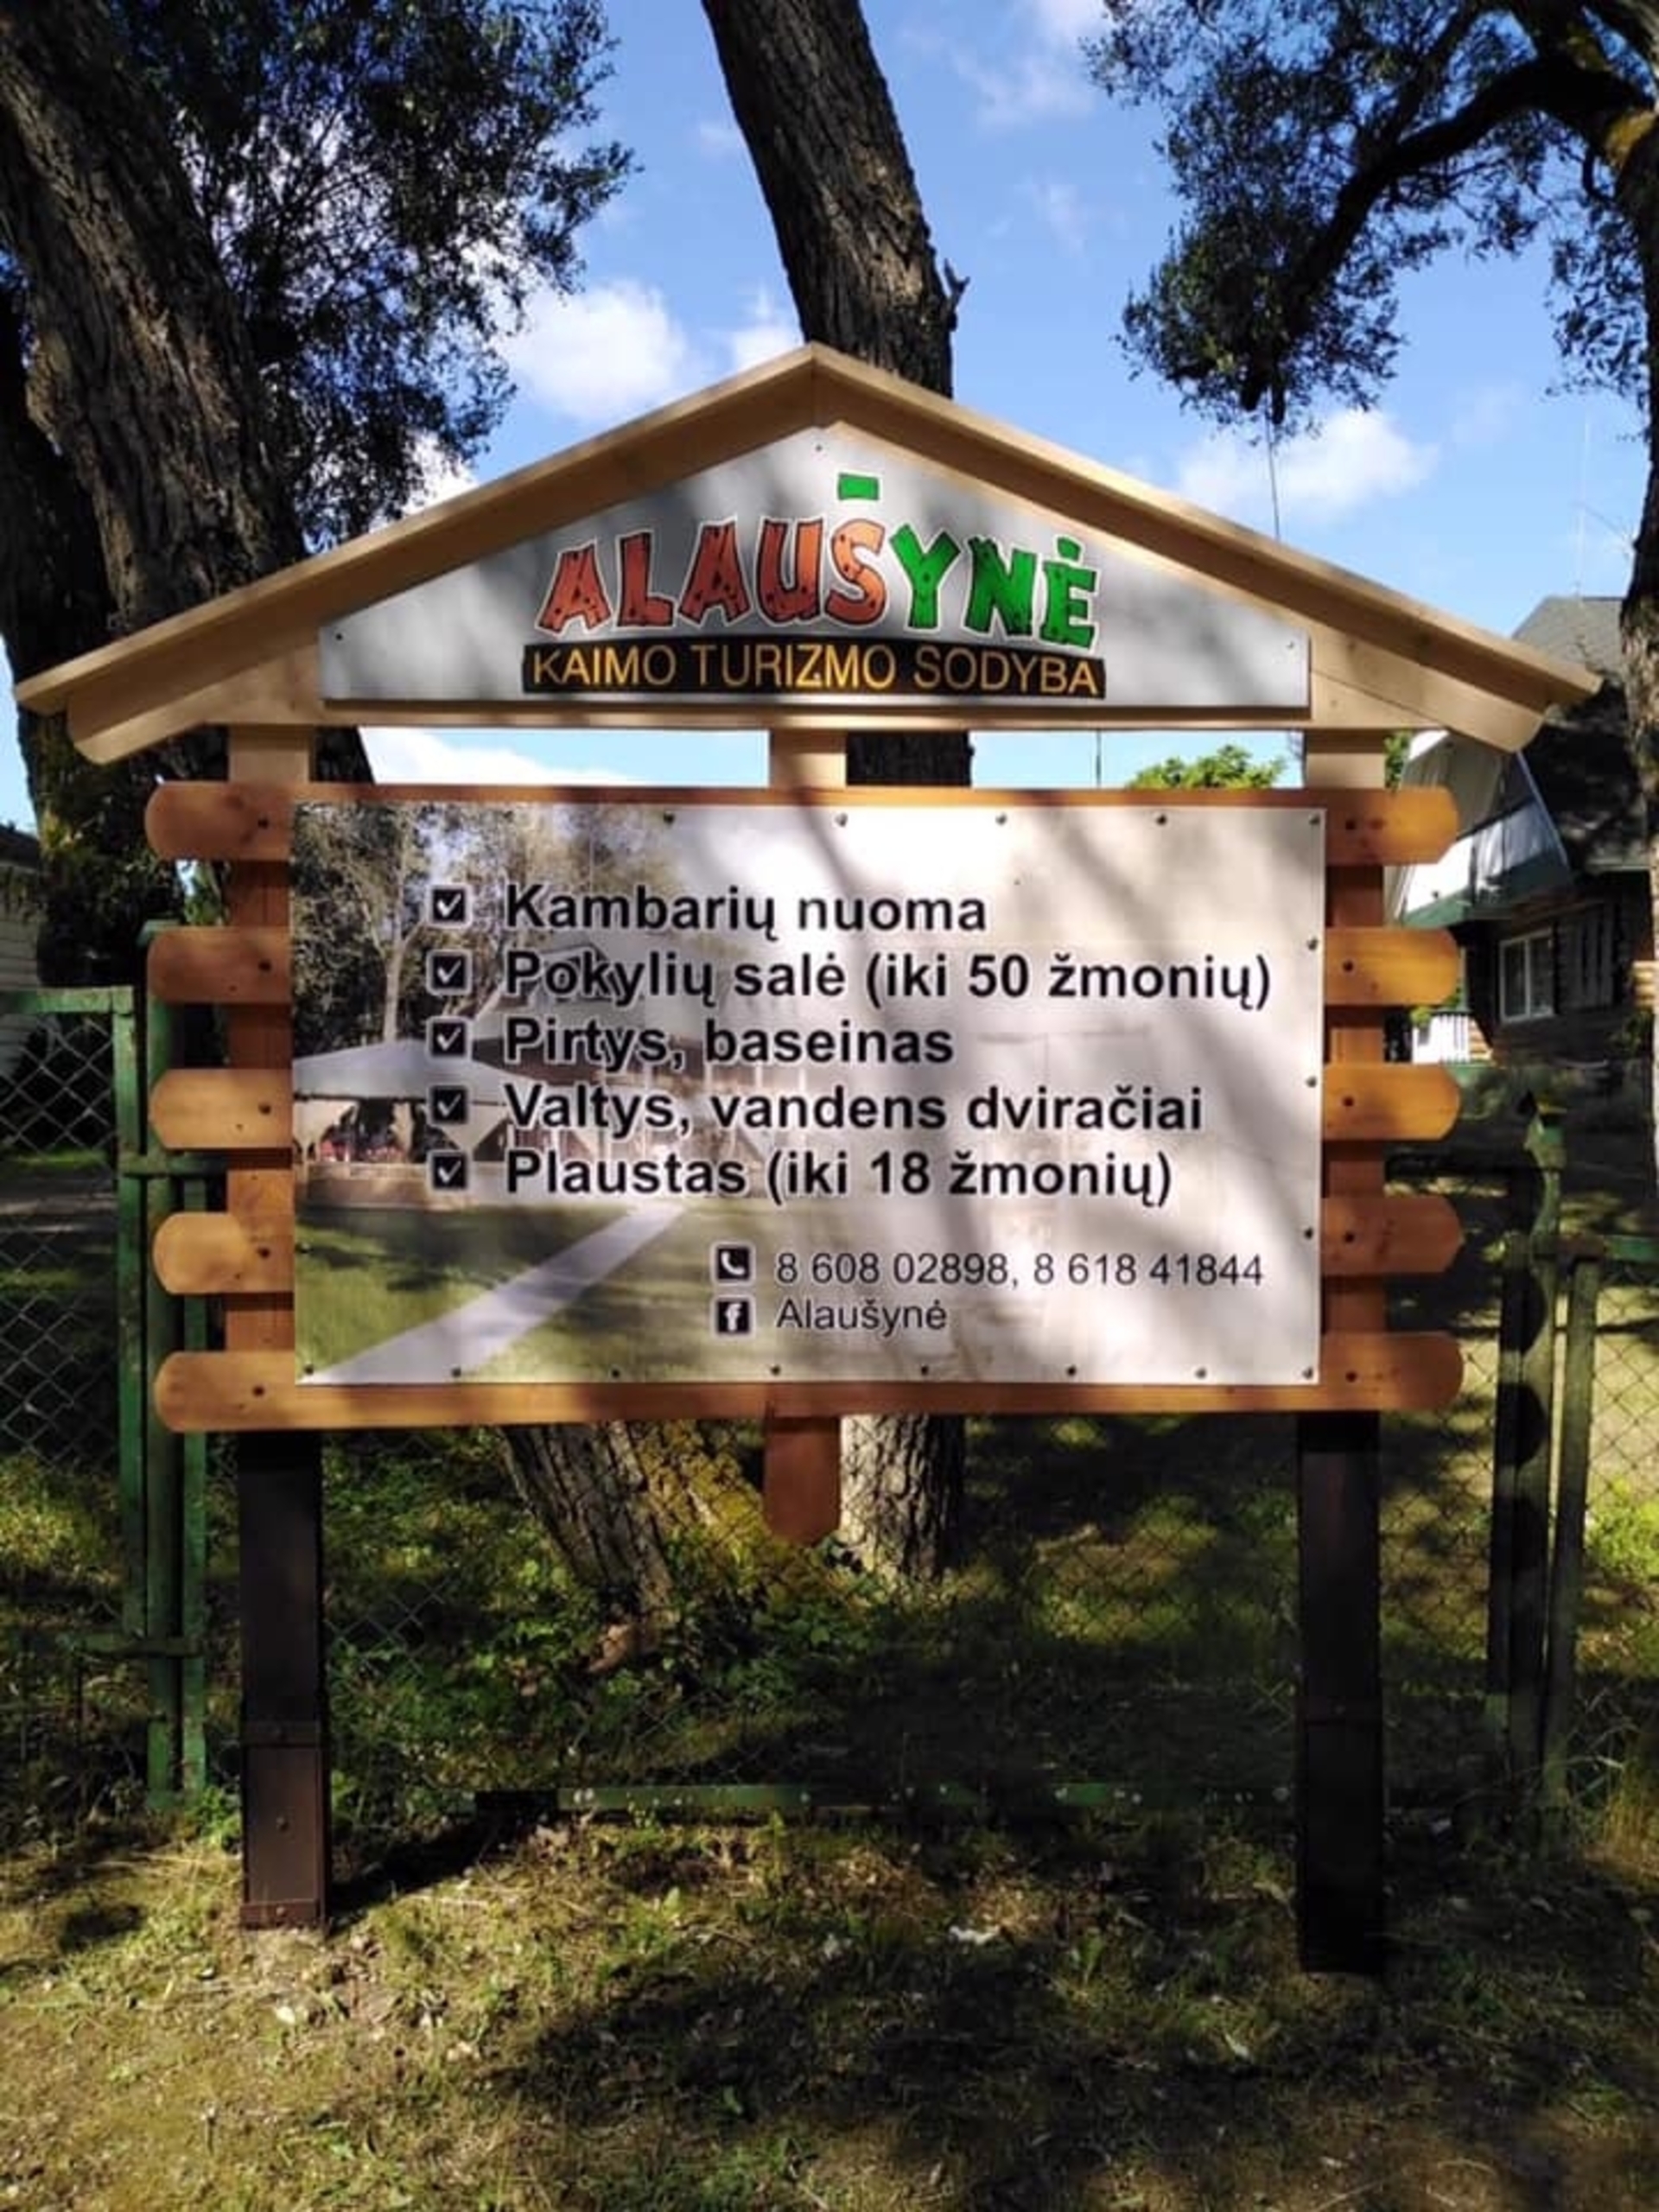 ALAUŠYNĖ
KAIMO TURIZMO SODYBA
Kambarių nuoma
Pokylių salė (iki 50 žmonių)
Pirtys, baseinas
Valtys, vandens dviračiai
Plaustas (iki 18 žmonių)
8 608 02898, 8 618 41844
Alaušynė